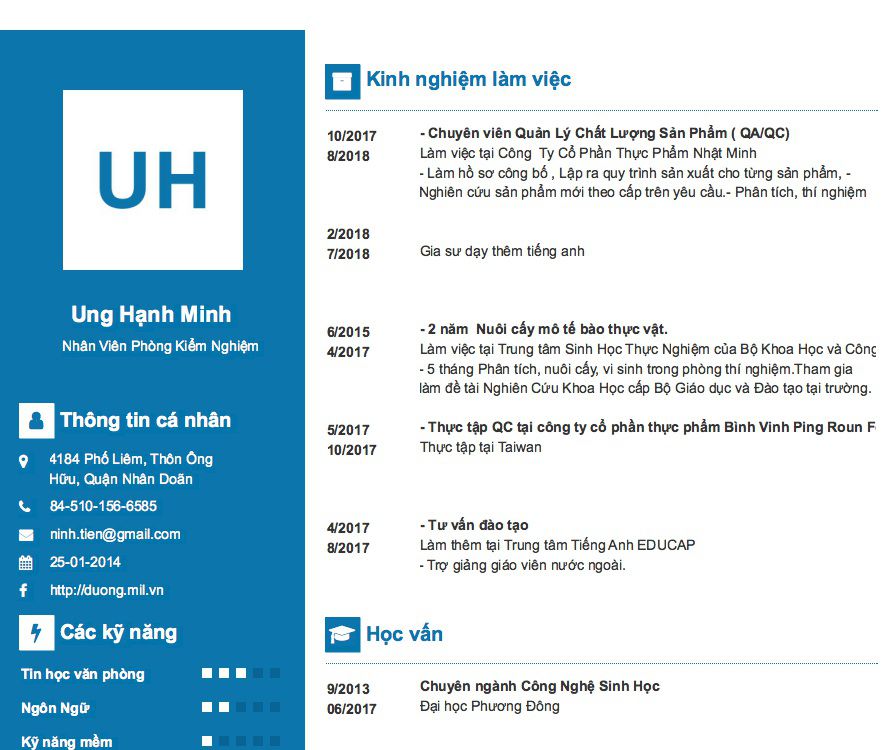 UH
Ung Hạnh Minh
Nhân Viên Phòng Kiểm Nghiệm
Thông tin cá nhân
4184 Phố Liêm, Thôn Ông
Hữu, Quận Nhân Doãn
84-510-156-6585
ninh.tien@gmail.com
25-01-2014
http://duong.mil.vn
Các kỹ năng
Tin học văn phòng
Ngôn Ngữ
Kỹ năng mềm
Kinh nghiệm làm việc
10/2017
8/2018
- Chuyên viên Quản Lý Chất Lượng Sản Phẩm ( QA/QC)
Làm việc tại Công Ty Cổ Phần Thực Phẩm Nhật Minh
- Làm hồ sơ công bố , Lập ra quy trình sản xuất cho từng sản phẩm, -
Nghiên cứu sản phẩm mới theo cấp trên yêu cầu.- Phân tích, thí nghiệm
2/2018
7/2018
Gia sư dạy thêm tiếng anh
6/2015
4/2017
- 2 năm Nuôi cấy mô tế bào thực vật.
Làm việc tại Trung tâm Sinh Học Thực Nghiệm của Bộ Khoa Học và Công
- 5 tháng Phân tích, nuôi cấy, vi sinh trong phòng thí nghiệm.Tham gia
làm đề tài Nghiên Cứu Khoa Học cấp Bộ Giáo dục và Đào tạo tại trường.
5/2017
10/2017
- Thực tập QC tại công ty cổ phần thực phẩm Bình Vinh Ping Roun
Thực tập tại Taiwan
4/2017
8/2017
- Tư vấn đào tạo
Làm thêm tại Trung tâm Tiếng Anh EDUCAP
- Trợ giảng giáo viên nước ngoài.
Học vấn
9/2013
06/2017
Chuyên ngành Công Nghệ Sinh Học
Đại học Phương Đông